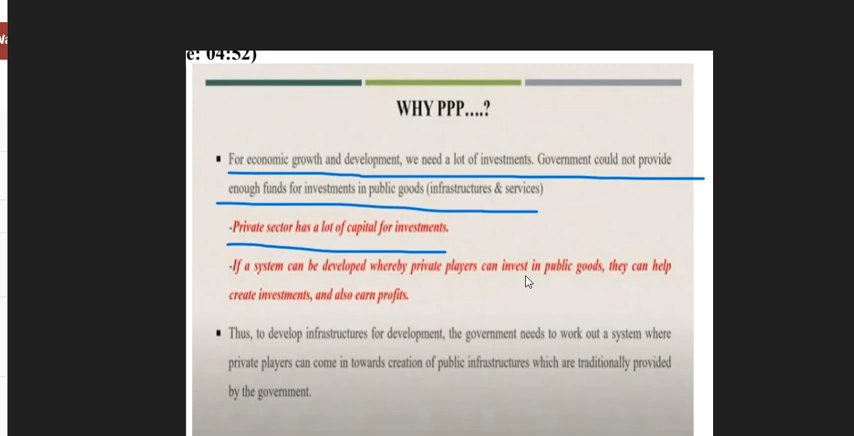 e: 04:52)
WHY PPP....?
▪ For economic growth and development, we need a lot of investments. Government could not provide
enough funds for investments in public goods (infrastructures & services)
-Private sector has a lot of capital for investments.
-If a system can be developed whereby private players can invest in public goods, they can help
create investments, and also earn profits.
▪ Thus, to develop infrastructures for development, the government needs to work out a system where
private players can come in towards creation of public infrastructures which are traditionally provided
by the government.